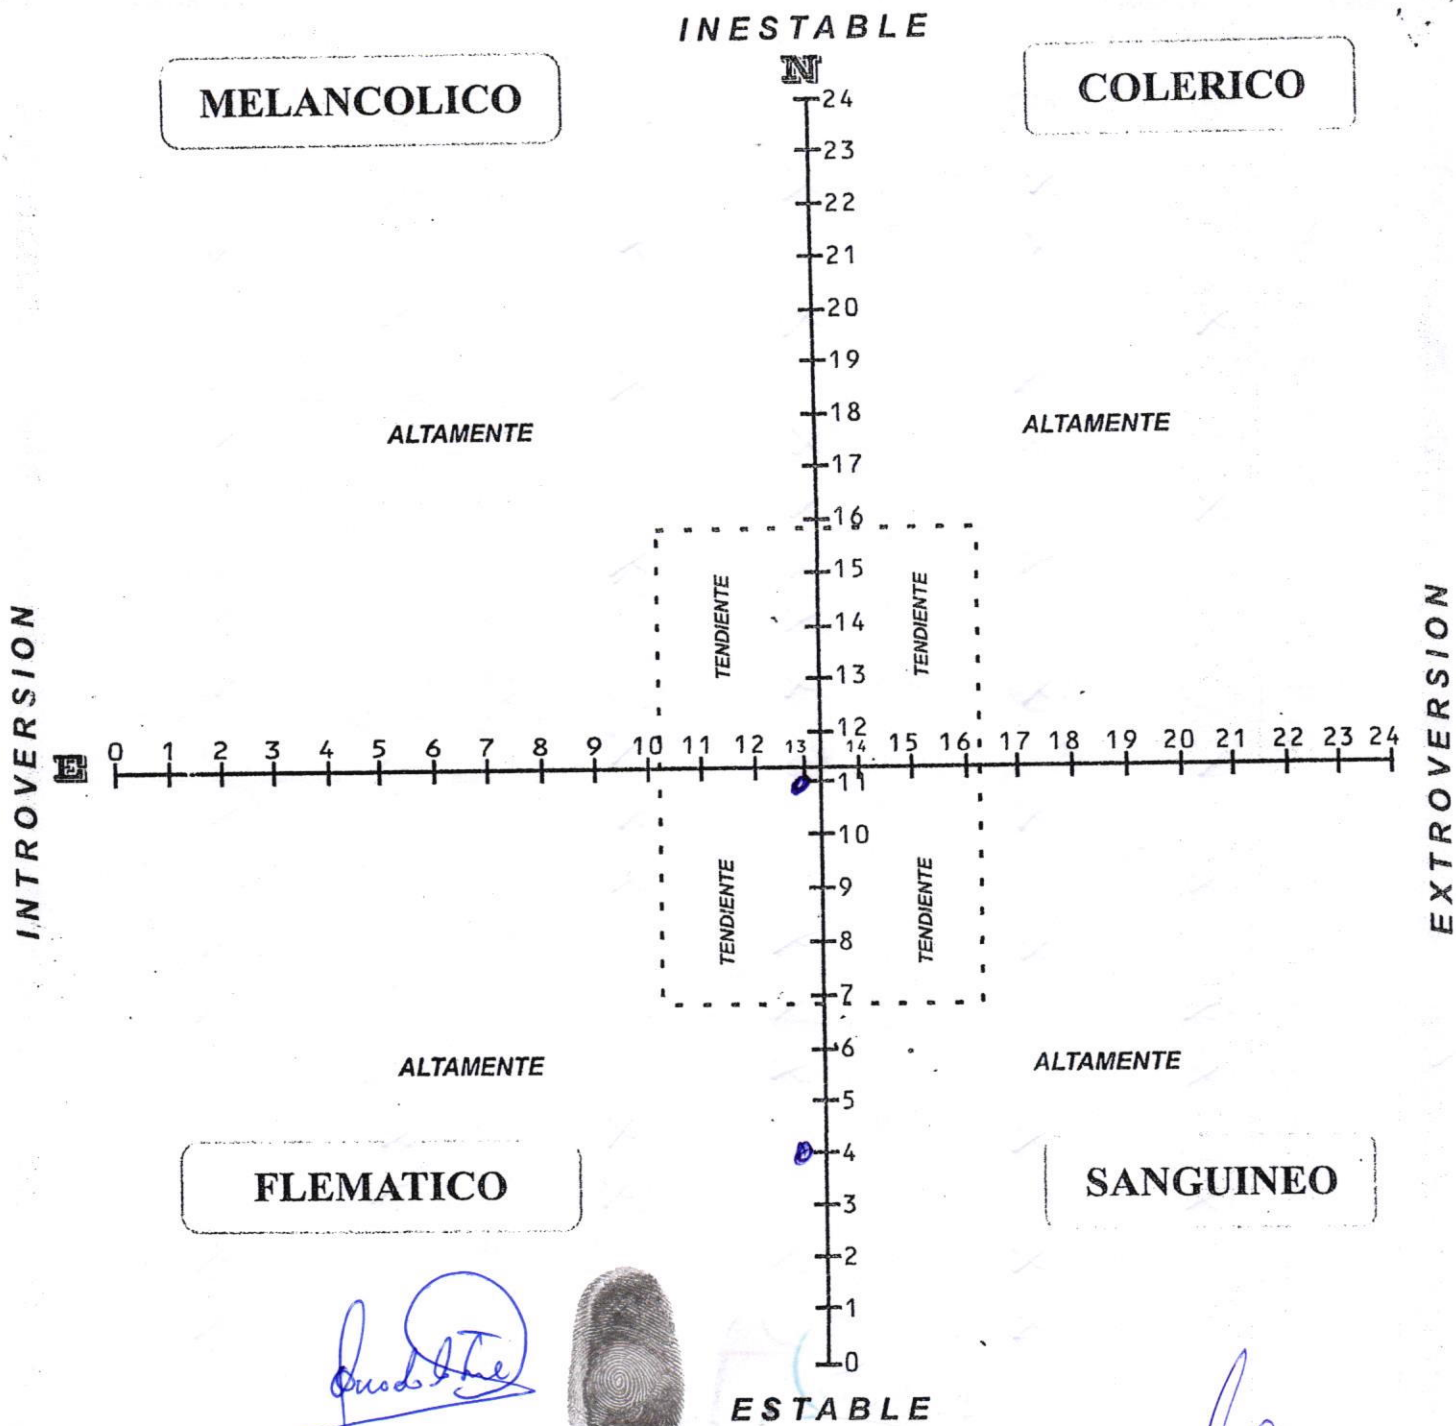 INESTABLE
N
MELANCOLICO
COLERICO
24
23
22
21
20
19
18
ALTAMENTE
ALTAMENTE
17
16
15
TENDIENTE
TENDIENTE
14
13
12
INTROVERSION
E
0 1 2 3 4 5 6 7 8 9 10 11 12 13 14 15 16 17 18 19 20 21 22 23 24
EXTROVERSION
11
10
9
TENDIENTE
TENDIENTE
8
7
6
ALTAMENTE
ALTAMENTE
5
4
FLEMATICO
SANGUINEO
3
2
1
0
ESTABLE